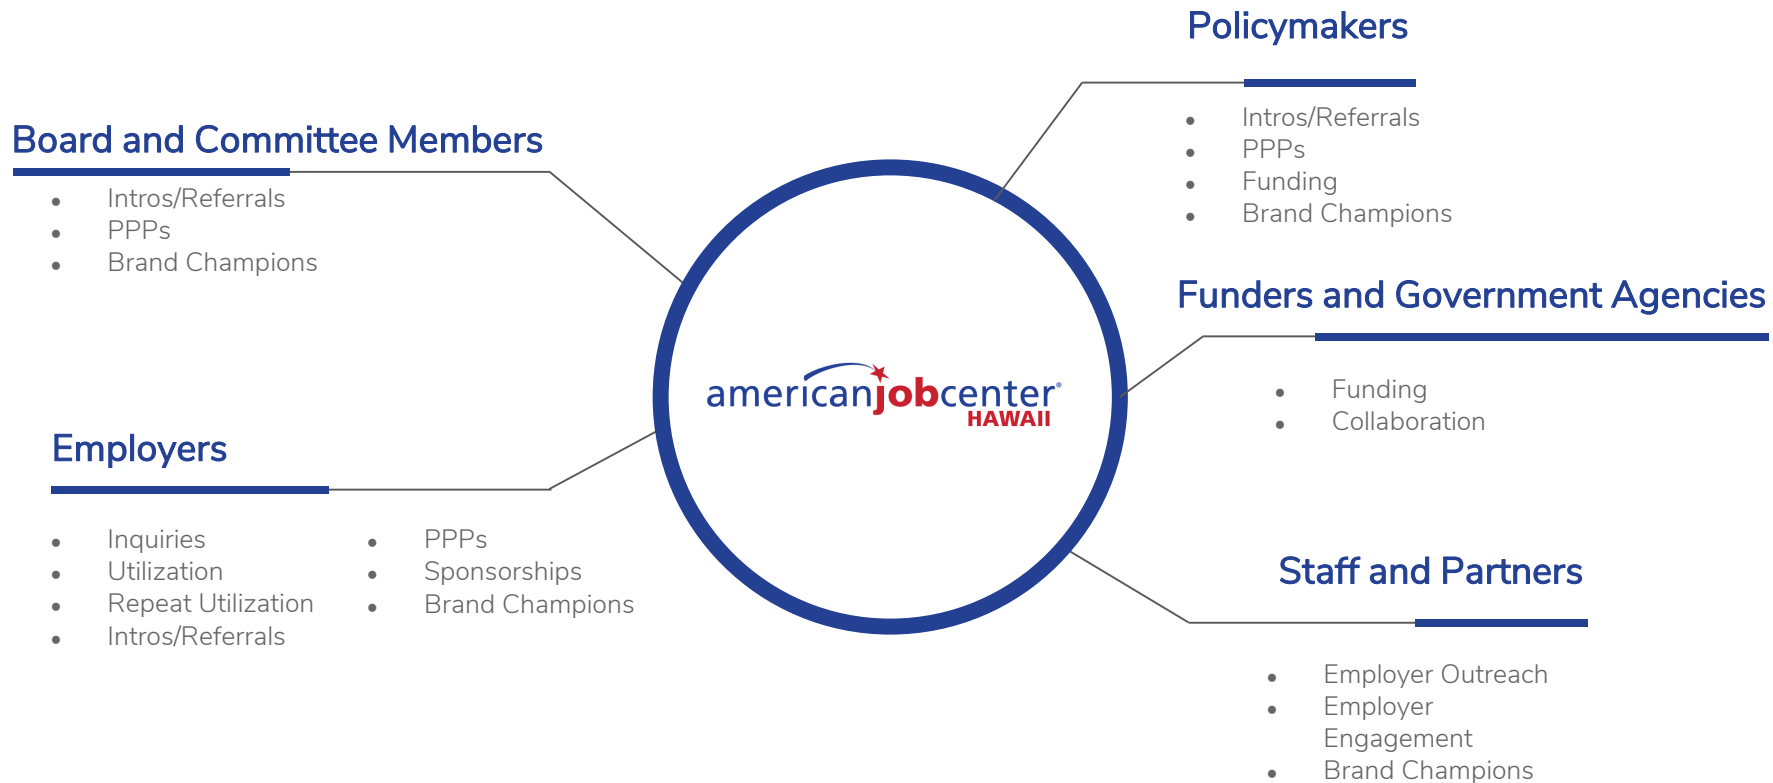 Policymakers
Intros/Referrals
PPPs
Funding
Brand Champions
Board and Committee Members
Intros/Referrals
PPPs
Brand Champions
Funders and Government Agencies
Funding
Collaboration
americanjobcenter®
HAWAII
Employers
Inquiries
Utilization
Repeat Utilization
Intros/Referrals
PPPs
Sponsorships
Brand Champions
Staff and Partners
Employer Outreach
Employer
Engagement
Brand Champions